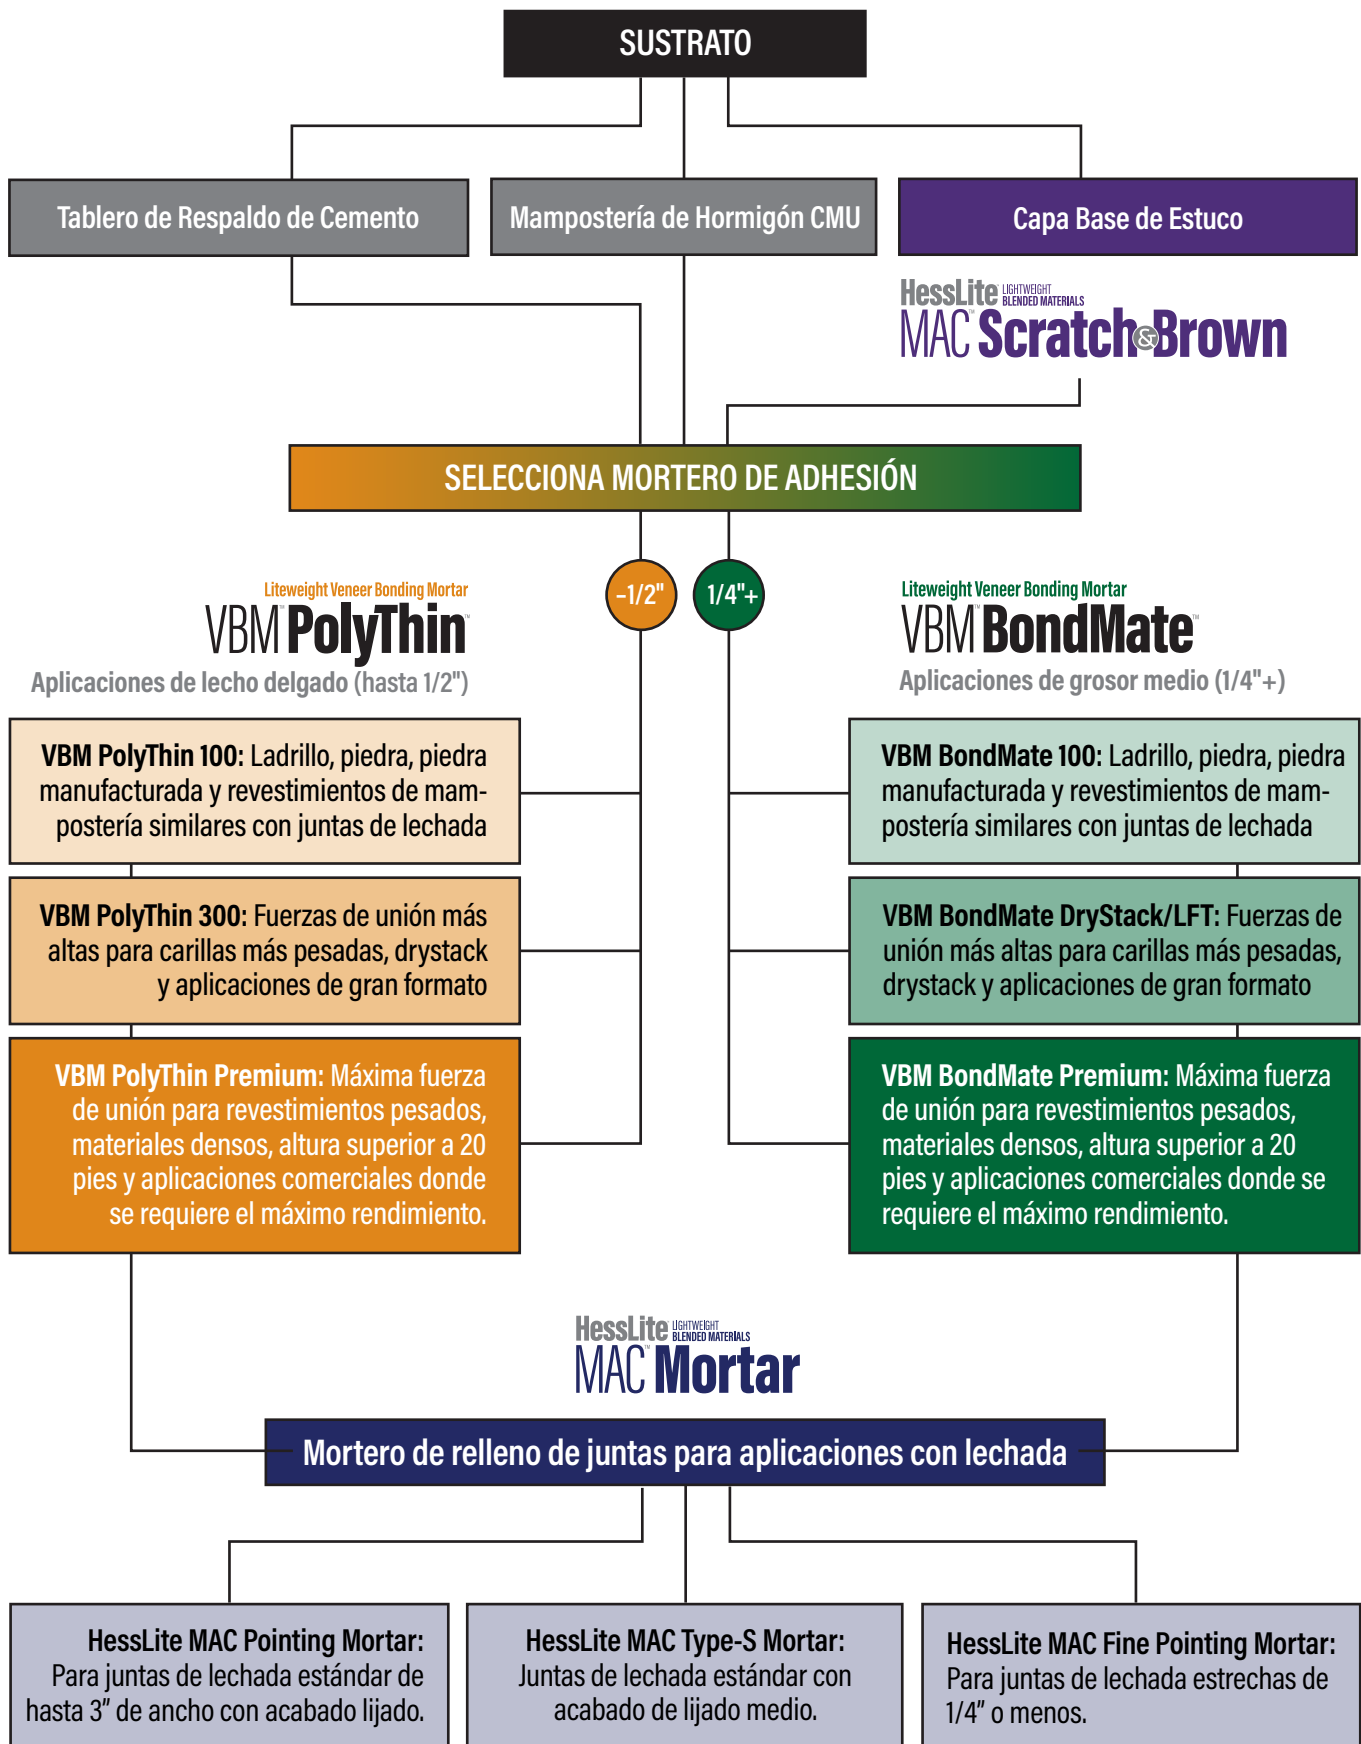 SUSTRATO
Tablero de Respaldo de Cemento
Mampostería de Hormigón CMU
Capa Base de Estuco
HessLite LIGHTWEIGHT BLENDED MATERIALS
MAC™ Scratch & Brown
SELECCIONA MORTERO DE ADHESIÓN
–1/2"
1/4"+
Liteweight Veneer Bonding Mortar
VBM™ PolyThin™
Aplicaciones de lecho delgado (hasta 1/2")
Liteweight Veneer Bonding Mortar
VBM™ BondMate™
Aplicaciones de grosor medio (1/4"+)
VBM PolyThin 100: Ladrillo, piedra, piedra
manufacturada y revestimientos de mam-
postería similares con juntas de lechada
VBM PolyThin 300: Fuerzas de unión más
altas para carillas más pesadas, drystack
y aplicaciones de gran formato
VBM PolyThin Premium: Máxima fuerza
de unión para revestimientos pesados,
materiales densos, altura superior a 20
pies y aplicaciones comerciales donde
se requiere el máximo rendimiento.
VBM BondMate 100: Ladrillo, piedra, piedra
manufacturada y revestimientos de mam-
postería similares con juntas de lechada
VBM BondMate DryStack/LFT: Fuerzas de
unión más altas para carillas más pesadas,
drystack y aplicaciones de gran formato
VBM BondMate Premium: Máxima fuerza
de unión para revestimientos pesados,
materiales densos, altura superior a 20
pies y aplicaciones comerciales donde se
requiere el máximo rendimiento.
HessLite LIGHTWEIGHT BLENDED MATERIALS
MAC™ Mortar
Mortero de relleno de juntas para aplicaciones con lechada
HessLite MAC Pointing Mortar:
Para juntas de lechada estándar de
hasta 3” de ancho con acabado lijado.
HessLite MAC Type-S Mortar:
Juntas de lechada estándar con
acabado de lijado medio.
HessLite MAC Fine Pointing Mortar:
Para juntas de lechada estrechas de
1/4” o menos.